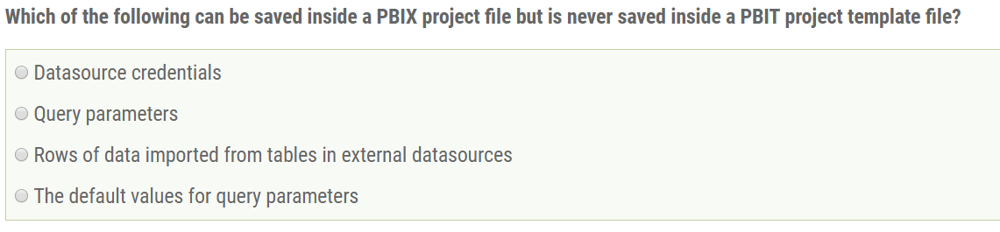 Which of the following can be saved inside a PBIX project file but is never saved inside a PBIT project template file?
Datasource credentials
Query parameters
Rows of data imported from tables in external datasources
The default values for query parameters